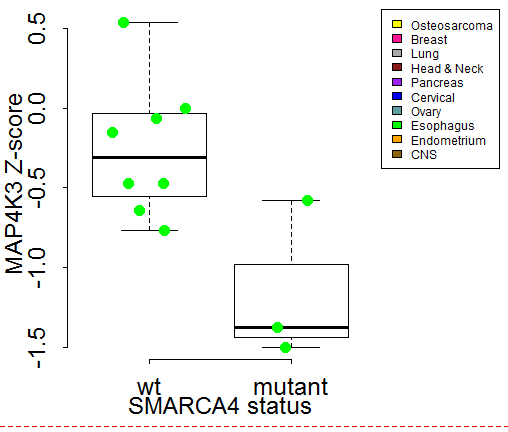 MAP4K3 Z-score
0.5
0.0
-0.5
-1.0
-1.5
wt mutant
SMARCA4 status
Osteosarcoma
Breast
Lung
Head & Neck
Pancreas
Cervical
Ovary
Esophagus
Endometrium
CNS